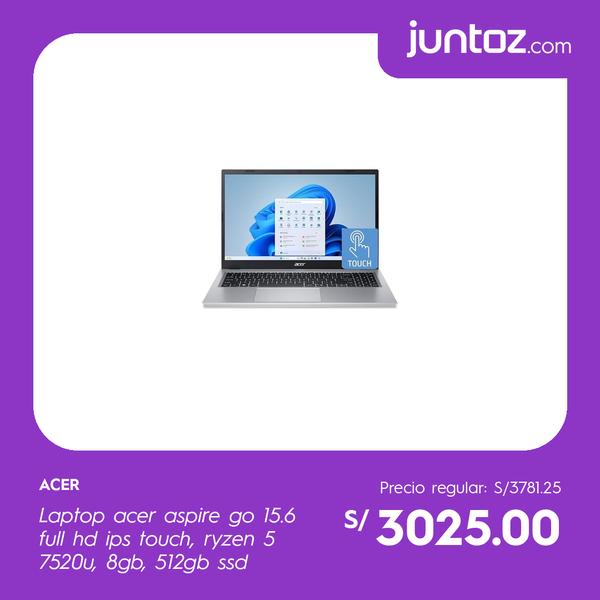 juntoz.com
acer
TOUCH
ACER
Laptop acer aspire go 15.6
full hd ips touch, ryzen 5
7520u, 8gb, 512gb ssd
Precio regular: S/3781.25
S/ 3025.00